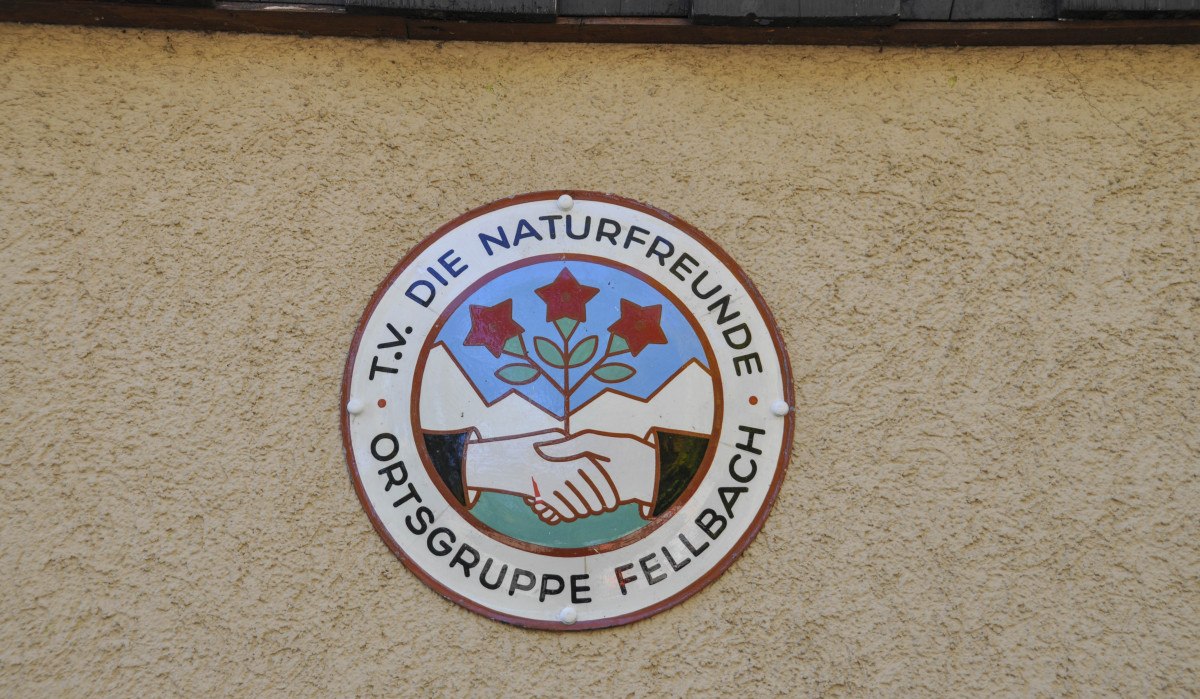 T.V. DIE NATURFREUNDE
ORTSGRUPPE FELLBACH